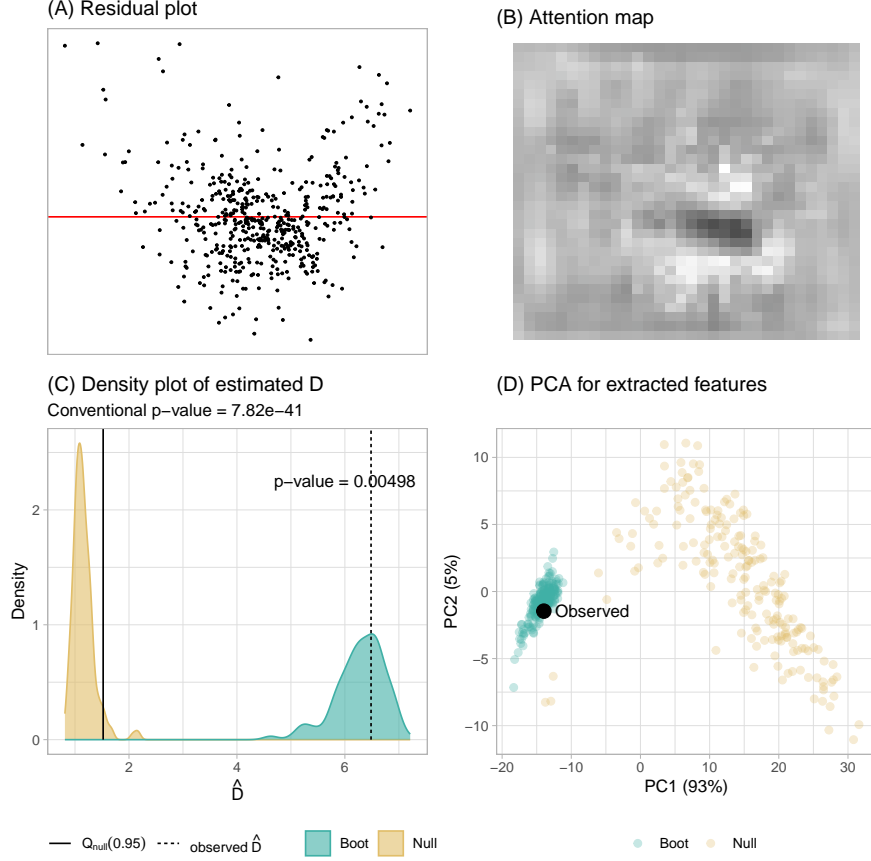 (A) Residual plot
(B) Attention map
(C) Density plot of estimated D
Conventional p−value = 7.82e−41
p−value = 0.00498
2
1
0
Density
2 4 6
D̂
Q_null(0.95)
observed D̂
Boot
Null
(D) PCA for extracted features
10
5
0
−5
−10
PC2 (5%)
Observed
−20 −10 0 10 20 30
PC1 (93%)
Boot
Null